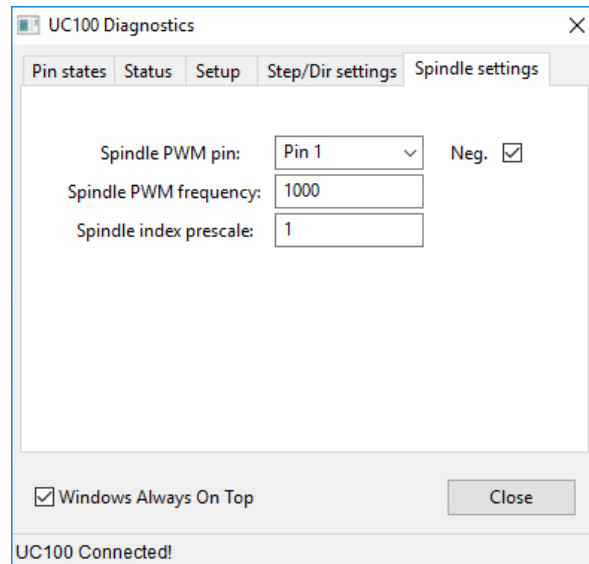 UC100 Diagnostics
Pin states Status Setup Step/Dir settings Spindle settings
Spindle PWM pin: Pin 1 Neg.
Spindle PWM frequency: 1000
Spindle index prescale: 1
Windows Always On Top Close
UC100 Connected!